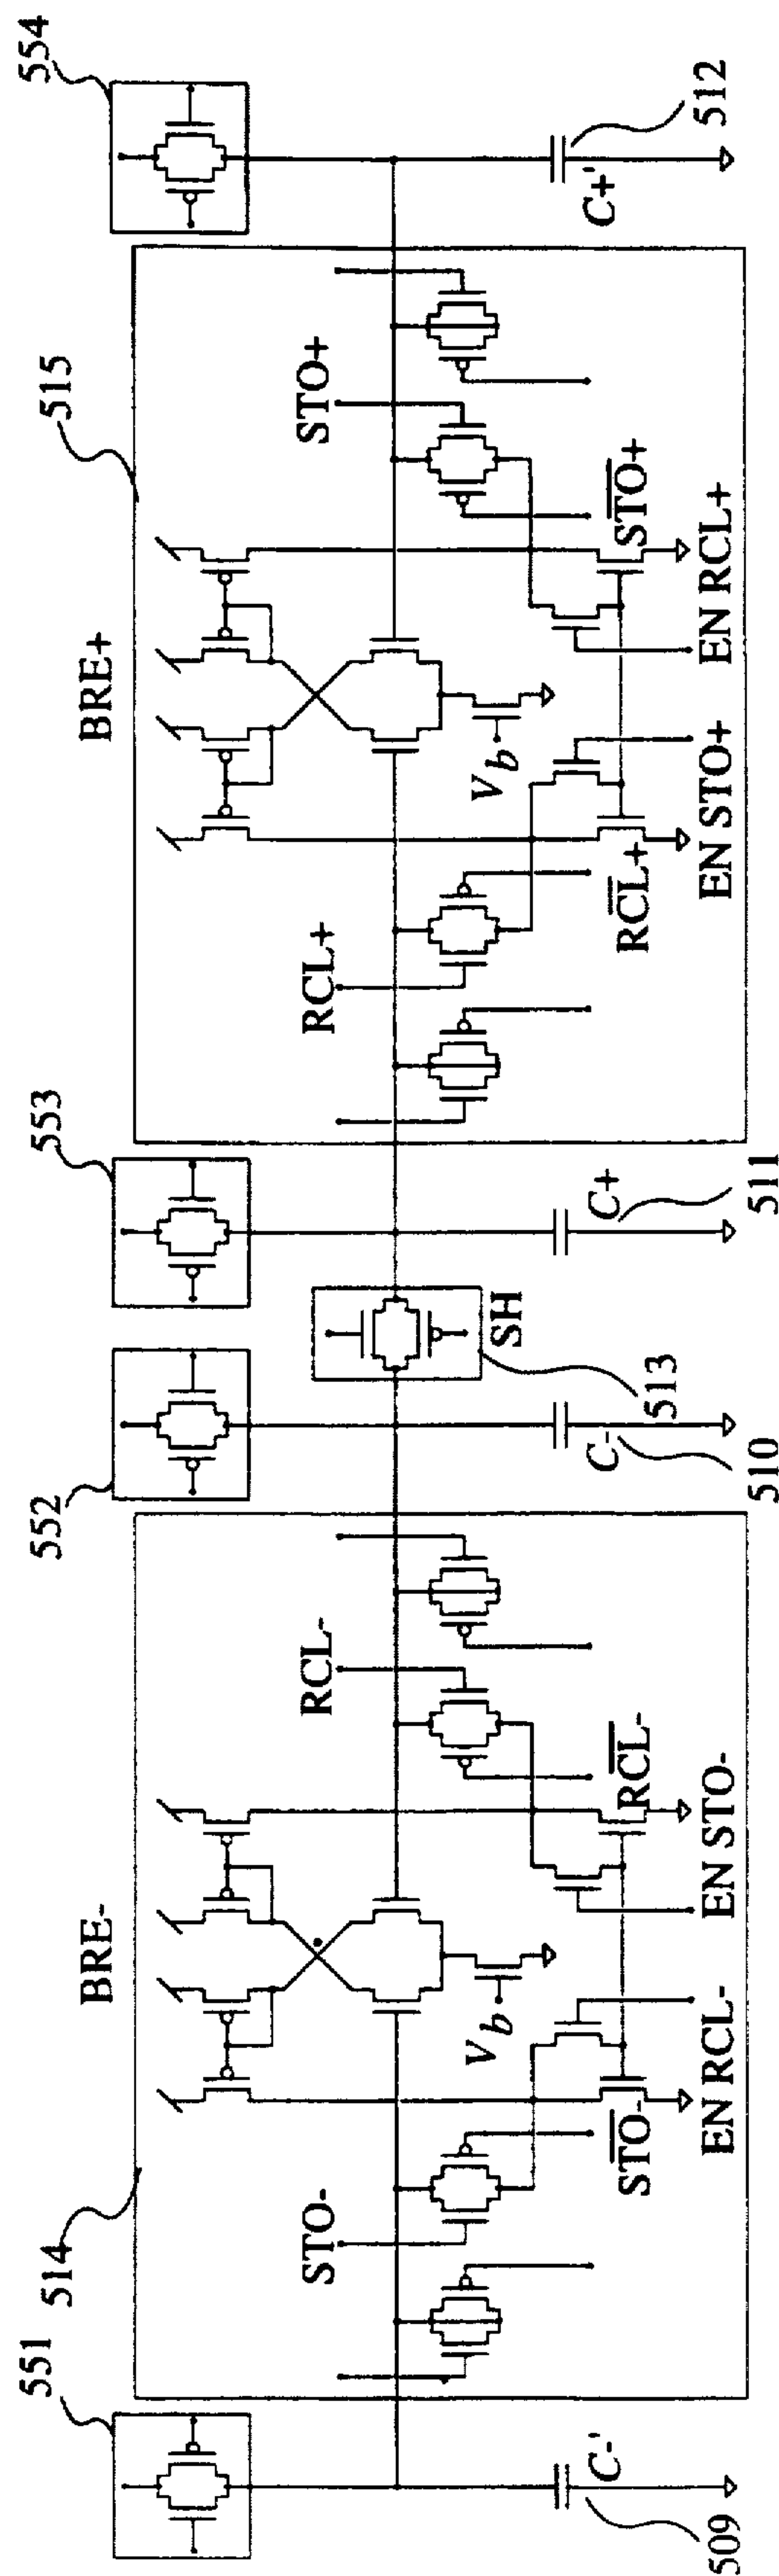 551
514
BRE-
552
553
BRE+
515
554
STO-
RCL-
RCL+
STO+
Vb
Vb
C-'
509
STO-
RCL-
EN RCL-
EN STO-
C-
510
513
SH
C+
511
RCL+
STO+
EN STO+
EN RCL+
C+'
512